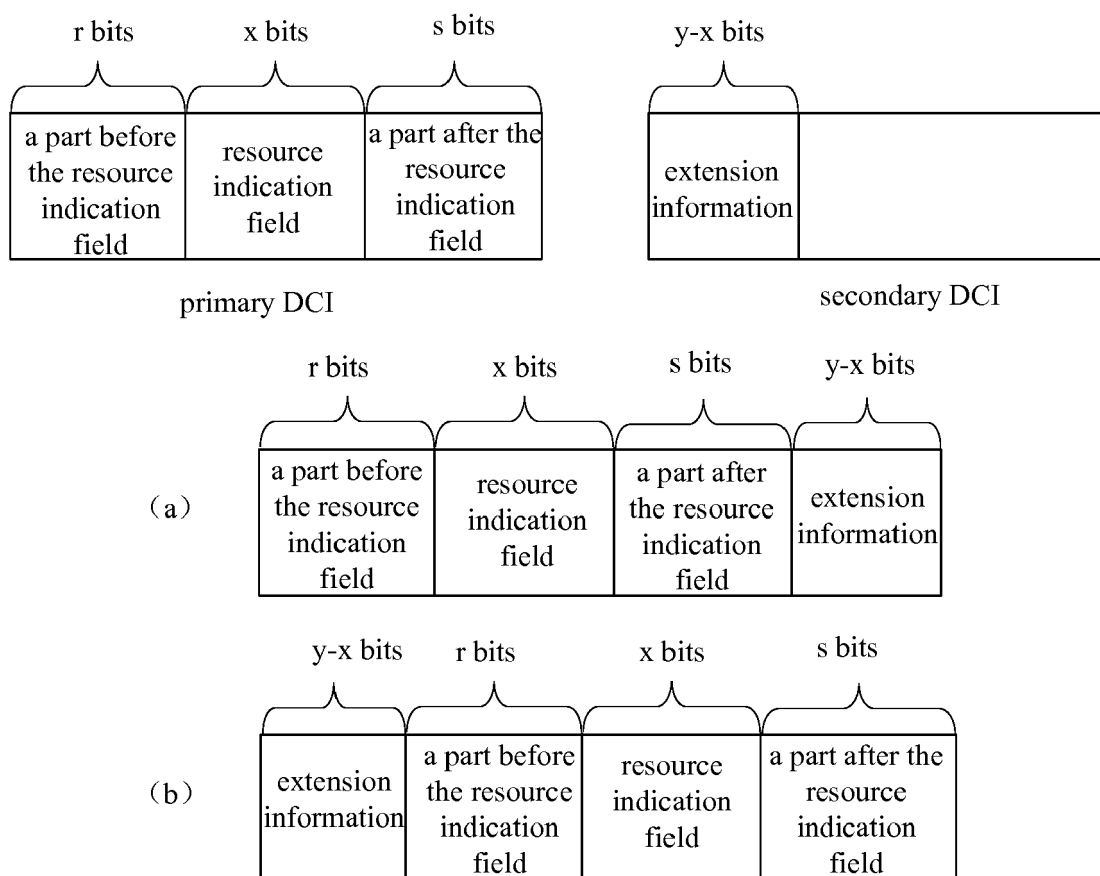 r bits
x bits
s bits
y-x bits
a part before
the resource
indication
field
resource
indication
field
a part after the
resource
indication
field
extension
information
primary DCI
secondary DCI
r bits
x bits
s bits
y-x bits
(a)
a part before
the resource
indication
field
resource
indication
field
a part after
the resource
indication
field
extension
information
y-x bits
r bits
x bits
s bits
(b)
extension
information
a part before
the resource
indication
field
resource
indication
field
a part after the
resource
indication
field